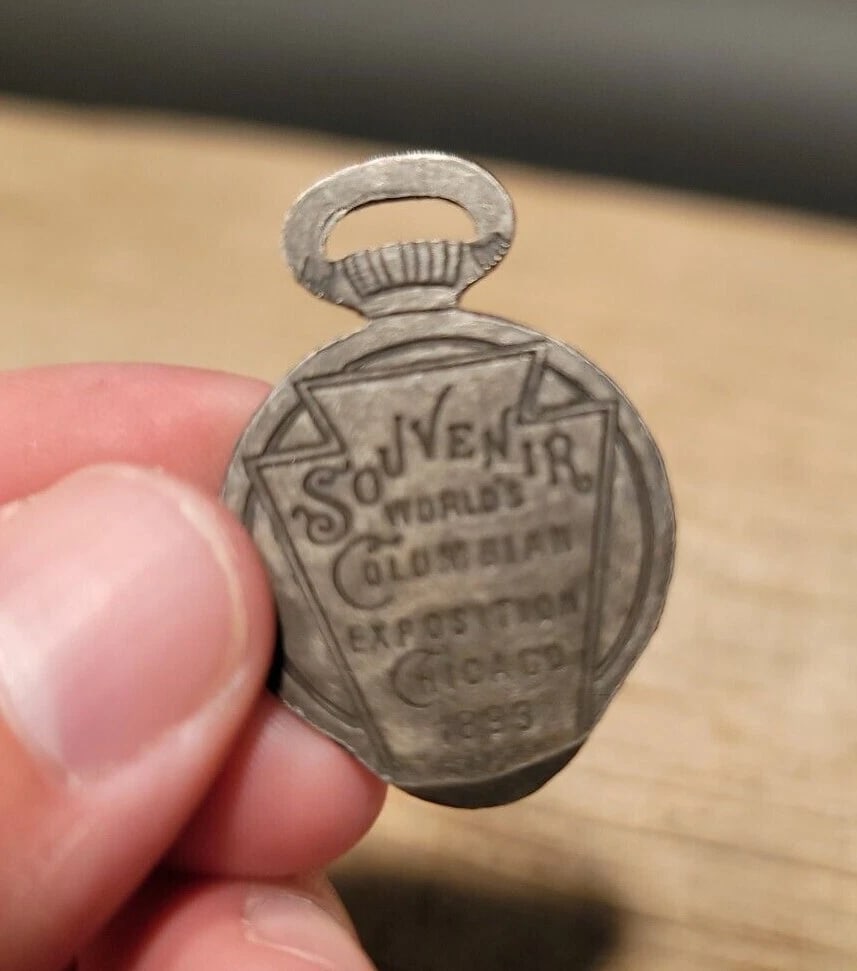 SOUVENIR
WORLD'S
COLOMBIAN
EXPOSITION
CHICAGO
1893